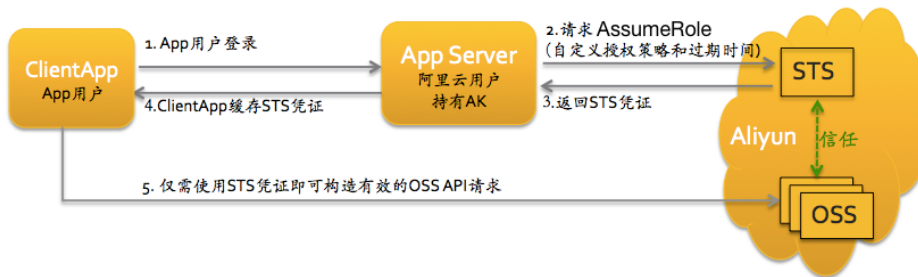 ClientApp
App用户
1. App用户登录
4.ClientApp缓存STS凭证
App Server
阿里云用户
持有AK
2.请求 AssumeRole
(自定义授权策略和过期时间)
3.返回STS凭证
STS
Aliyun
信任
OSS
5. 仅需使用STS凭证即可构造有效的OSS API请求